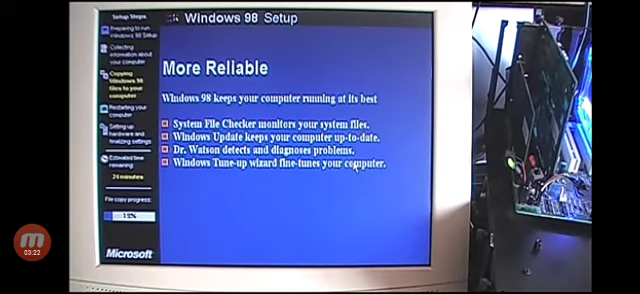 Setup Steps
Preparing to run
Windows 98 Setup
Collecting
information about
your computer
Copying
Windows 98
files to your
computer
Restarting your
computer
Setting up
hardware and
finalizing settings
Estimated time
remaining:
24 minutes
File copy progress:
Microsoft
Windows 98 Setup
More Reliable
Windows 98 keeps your computer running at its best
System File Checker monitors your system files.
Windows Update keeps your computer up-to-date.
Dr. Watson detects and diagnoses problems.
Windows Tune-up wizard fine-tunes your computer.
03:22